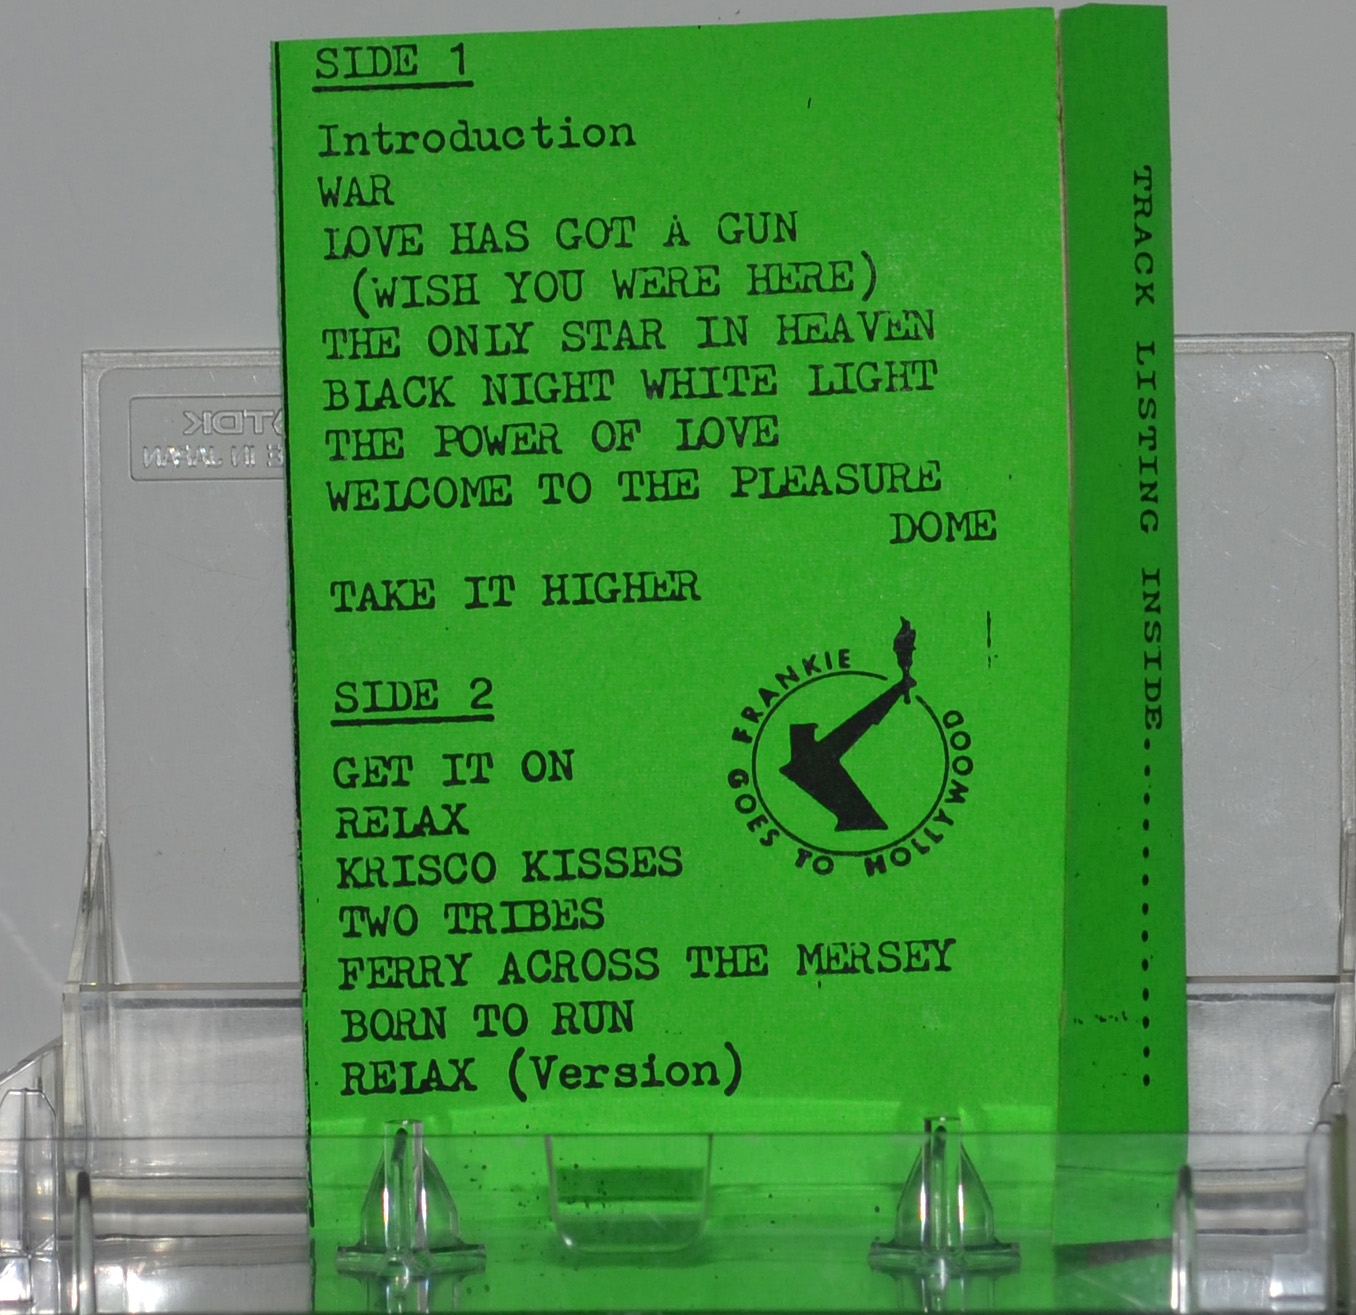 SIDE 1
Introduction
WAR
LOVE HAS GOT A GUN
(WISH YOU WERE HERE)
THE ONLY STAR IN HEAVEN
BLACK NIGHT WHITE LIGHT
THE POWER OF LOVE
WELCOME TO THE PLEASURE
DOME
TAKE IT HIGHER
SIDE 2
GET IT ON
RELAX
KRISCO KISSES
TWO TRIBES
FERRY ACROSS THE MERSEY
BORN TO RUN
RELAX (Version)
FRANKIE GOES TO HOLLYWOOD
TRACK LISTING INSIDE..............
TDK
IN JAPAN